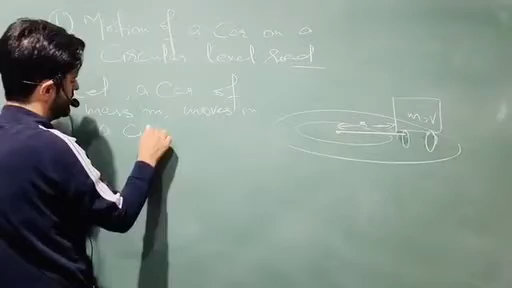 ① Motion of a Car on a
Circular level road
Let, a Car of
mass m, moves in
a C
r
m, v